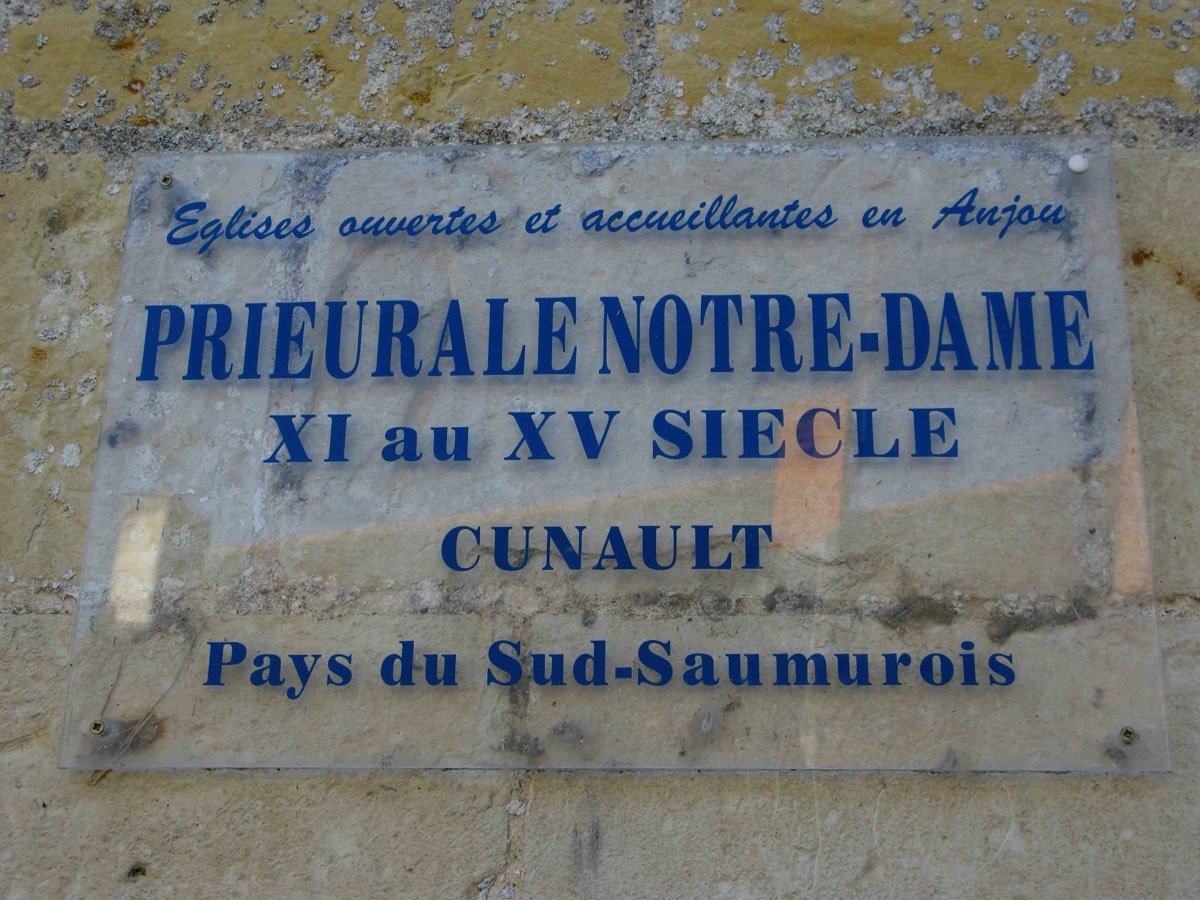 Eglises ouvertes et accueillantes en Anjou
PRIEURALE NOTRE-DAME
XI au XV SIECLE
CUNAULT
Pays du Sud-Saumurois